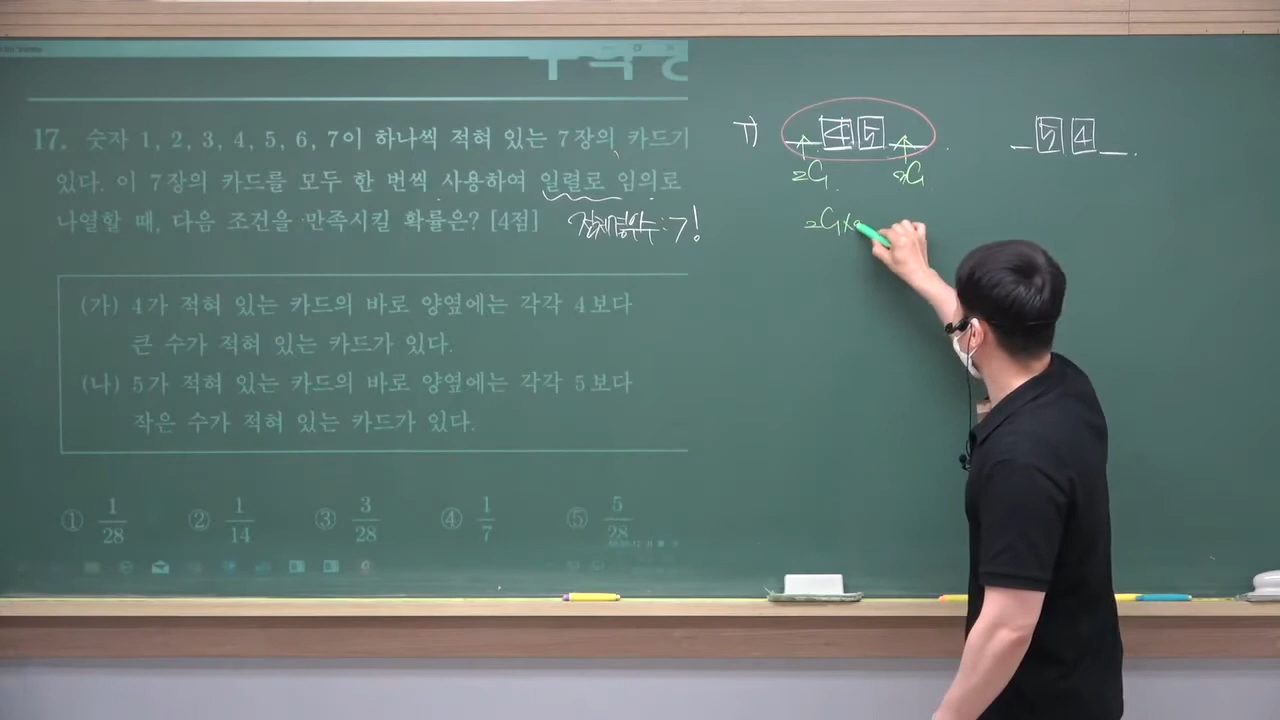 17. 숫자 1, 2, 3, 4, 5, 6, 7이 하나씩 적혀 있는 7장의 카드가
있다. 이 7장의 카드를 모두 한 번씩 사용하여 일렬로 임의로
나열할 때, 다음 조건을 만족시킬 확률은? [4점]
전체경우수 : 7!
(가) 4가 적혀 있는 카드의 바로 양옆에는 각각 4보다
큰 수가 적혀 있는 카드가 있다.
(나) 5가 적혀 있는 카드의 바로 양옆에는 각각 5보다
작은 수가 적혀 있는 카드가 있다.
① 1/28 ② 1/14 ③ 3/28 ④ 1/7 ⑤ 5/28
4 5
5 4
₂C₁ ₃C₁
₂C₁×